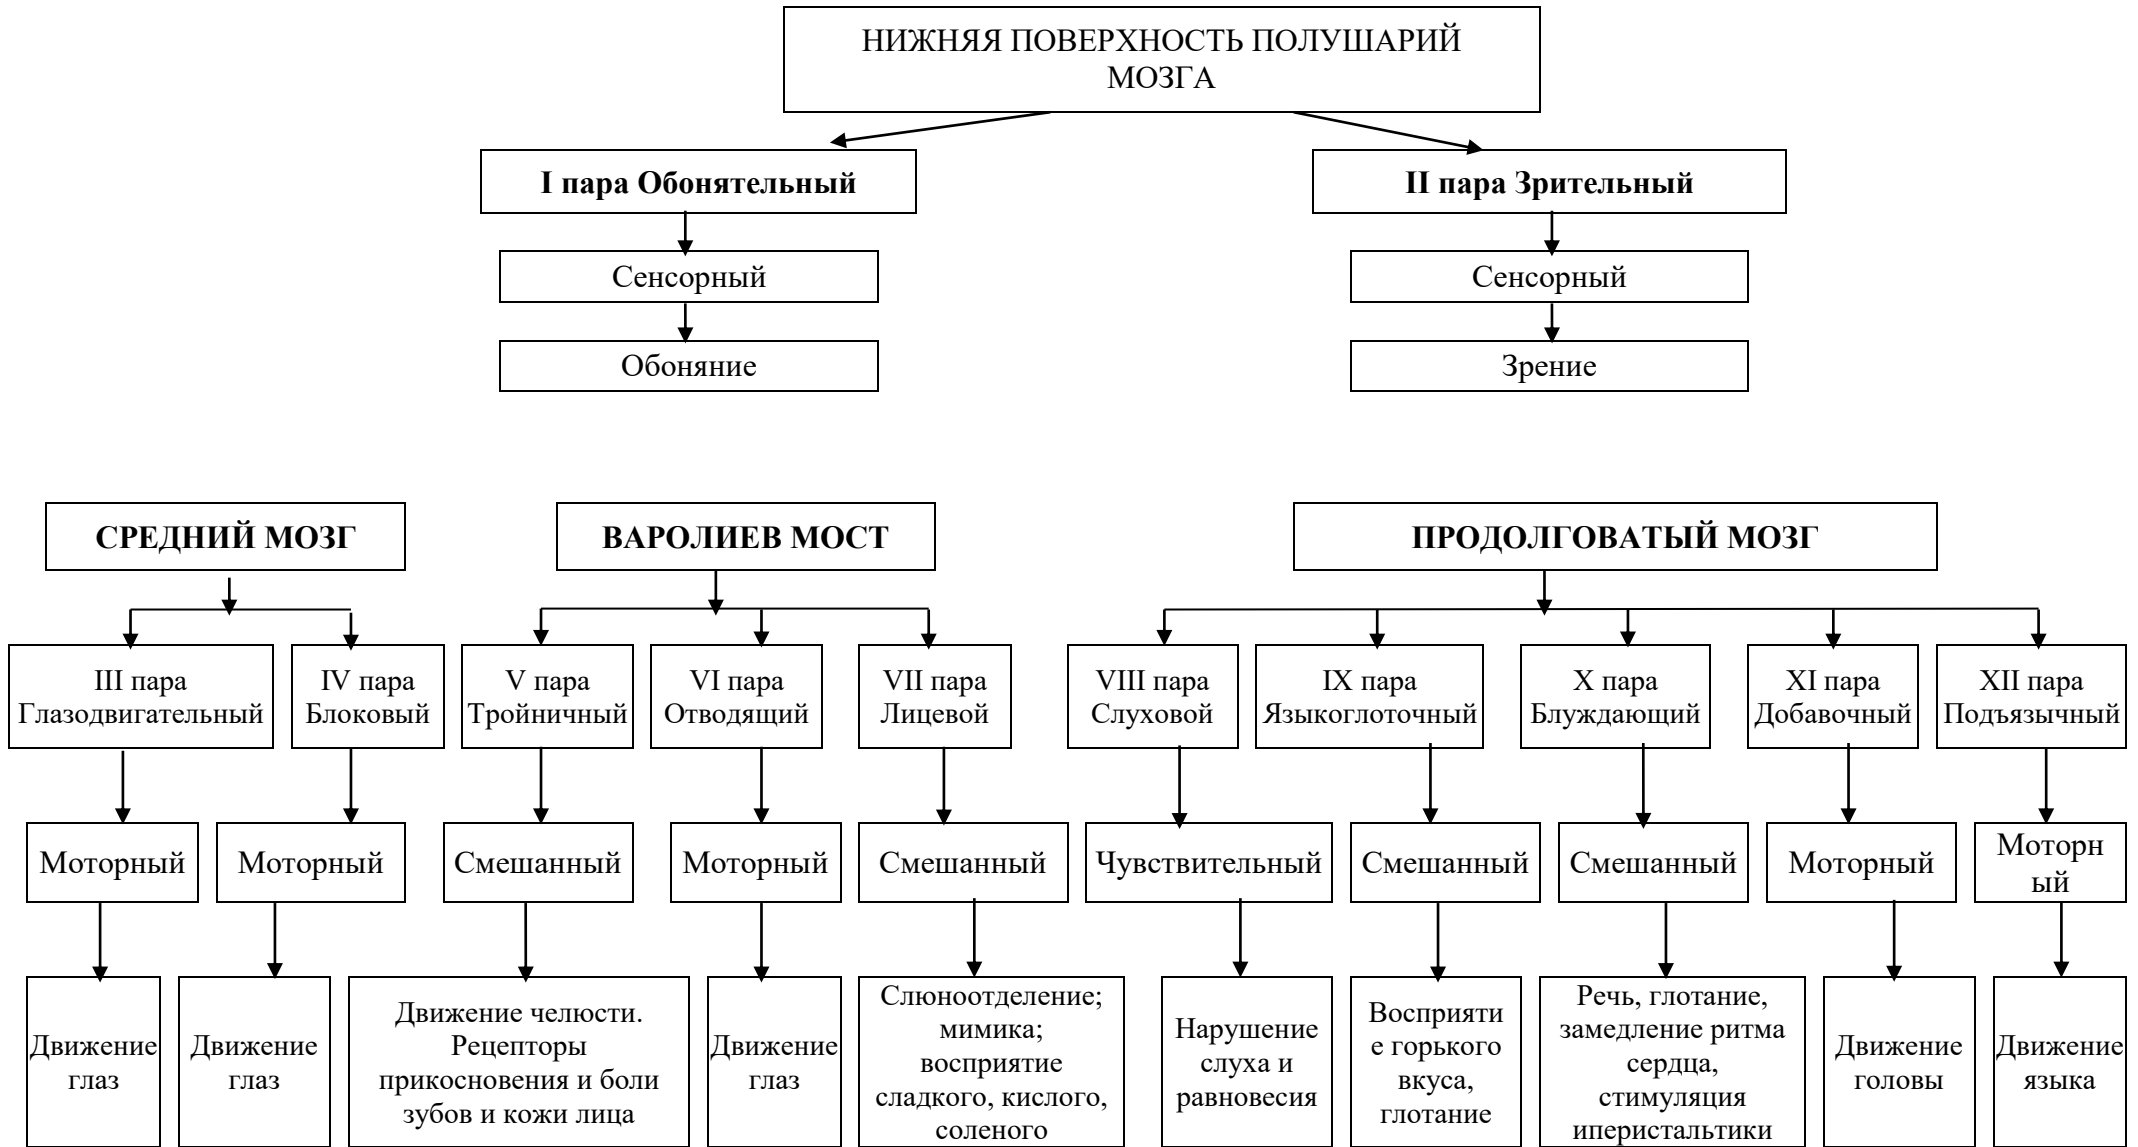 НИЖНЯЯ ПОВЕРХНОСТЬ ПОЛУШАРИЙ
МОЗГА
I пара Обонятельный
II пара Зрительный
Сенсорный
Сенсорный
Обоняние
Зрение
СРЕДНИЙ МОЗГ
ВАРОЛИЕВ МОСТ
ПРОДОЛГОВАТЫЙ МОЗГ
III пара
Глазодвигательный
IV пара
Блоковый
V пара
Тройничный
VI пара
Отводящий
VII пара
Лицевой
VIII пара
Слуховой
IX пара
Языкоглоточный
X пара
Блуждающий
XI пара
Добавочный
XII пара
Подъязычный
Моторный
Моторный
Смешанный
Моторный
Смешанный
Чувствительный
Смешанный
Смешанный
Моторный
Моторн
ый
Движение
глаз
Движение
глаз
Движение челюсти.
Рецепторы
прикосновения и боли
зубов и кожи лица
Движение
глаз
Слюноотделение;
мимика;
восприятие
сладкого, кислого,
соленого
Нарушение
слуха и
равновесия
Восприяти
е горького
вкуса,
глотание
Речь, глотание,
замедление ритма
сердца,
стимуляция
иперистальтики
Движение
головы
Движение
языка